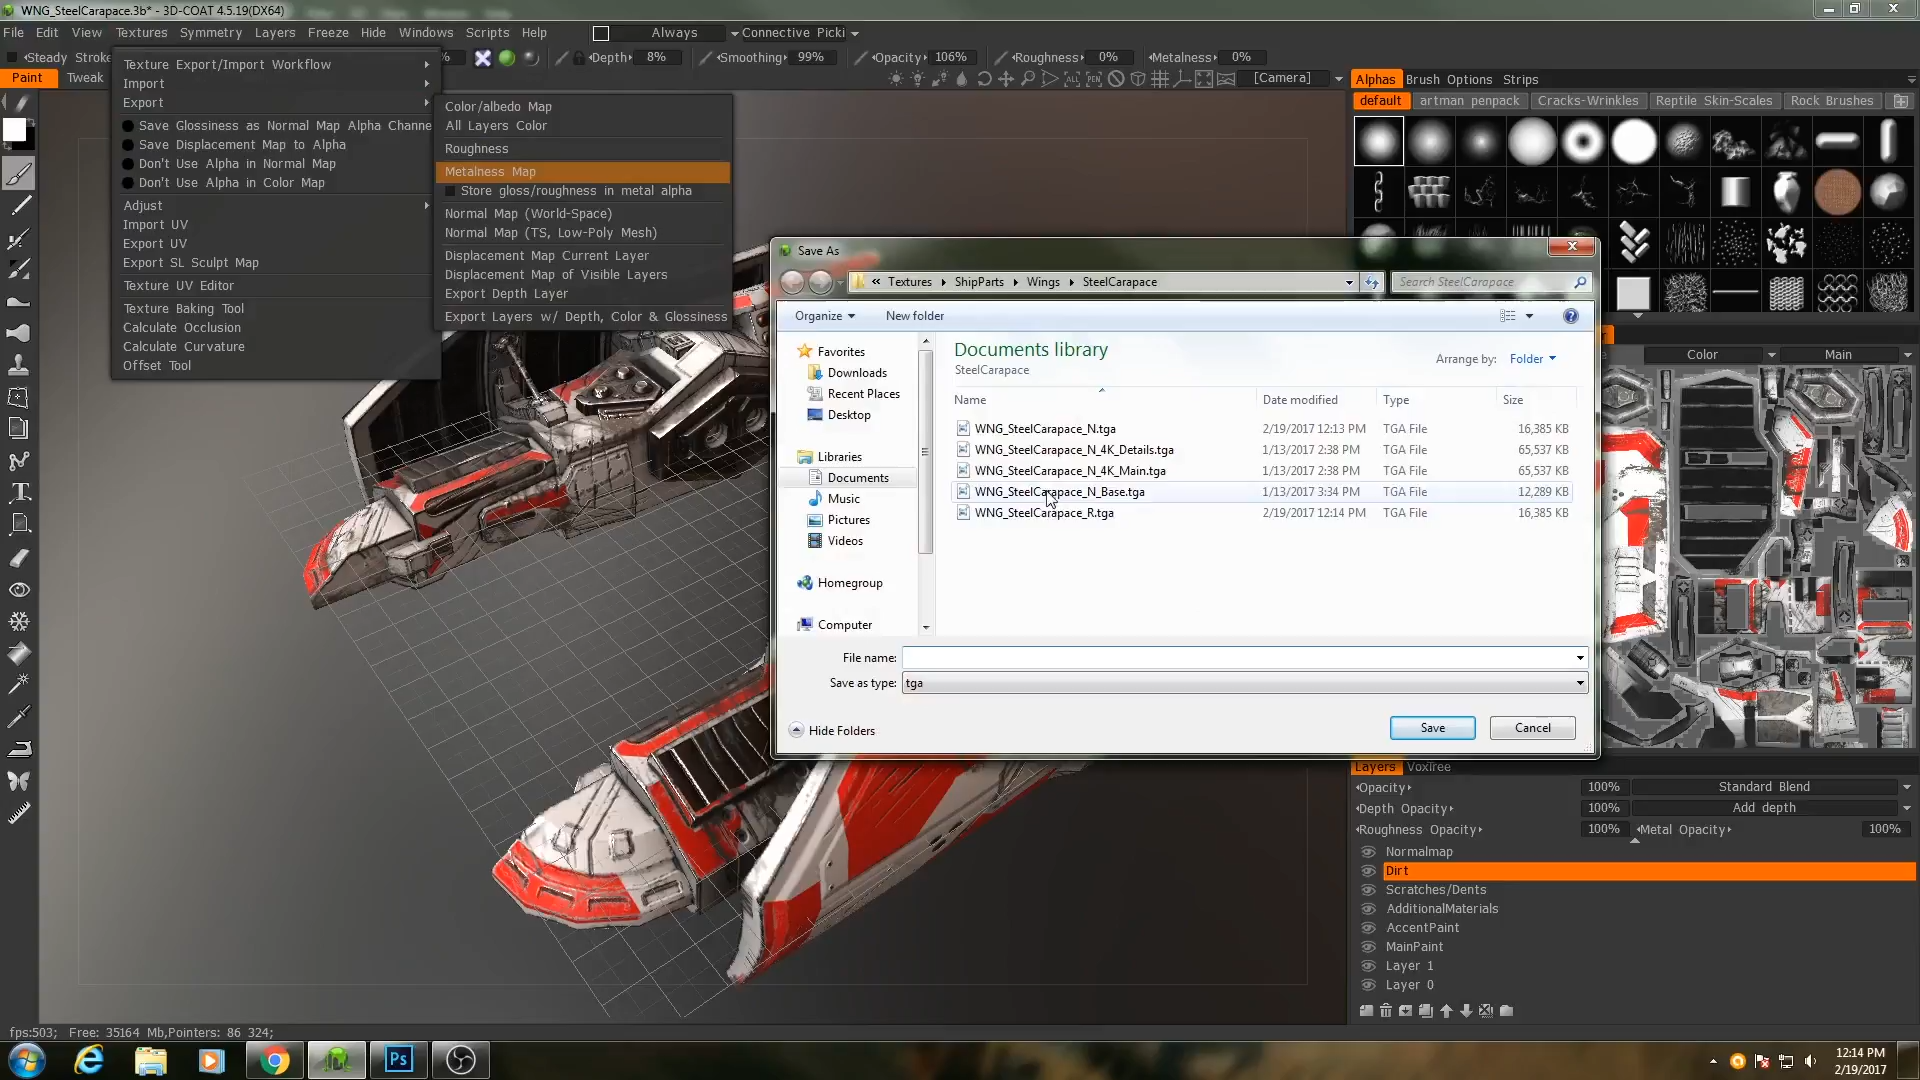 WNG_SteelCarapace.3b* - 3D-COAT 4.5.19(DX64)
File Edit View Textures Symmetry Layers Freeze Hide Windows Scripts Help Always Connective Picki
Steady Stroke % Depth 8% Smoothing 99% Opacity 106% Roughness 0% Metalness 0%
Paint Tweak [Camera]
Texture Export/Import Workflow
Import
Export
Save Glossiness as Normal Map Alpha Channe
Save Displacement Map to Alpha
Don't Use Alpha in Normal Map
Don't Use Alpha in Color Map
Adjust
Import UV
Export UV
Export SL Sculpt Map
Texture UV Editor
Texture Baking Tool
Calculate Occlusion
Calculate Curvature
Offset Tool
Color/albedo Map
All Layers Color
Roughness
Metalness Map
Store gloss/roughness in metal alpha
Normal Map (World-Space)
Normal Map (TS, Low-Poly Mesh)
Displacement Map Current Layer
Displacement Map of Visible Layers
Export Depth Layer
Export Layers w/ Depth, Color & Glossiness
Alphas Brush Options Strips
default artman penpack Cracks-Wrinkles Reptile Skin-Scales Rock Brushes
Save As
« Textures ShipParts Wings SteelCarapace Search SteelCarapace
Organize New folder
Favorites
Downloads
Recent Places
Desktop
Libraries
Documents
Music
Pictures
Videos
Homegroup
Computer
Documents library
SteelCarapace
Arrange by: Folder
Name Date modified Type Size
WNG_SteelCarapace_N.tga 2/19/2017 12:13 PM TGA File 16,385 KB
WNG_SteelCarapace_N_4K_Details.tga 1/13/2017 2:38 PM TGA File 65,537 KB
WNG_SteelCarapace_N_4K_Main.tga 1/13/2017 2:38 PM TGA File 65,537 KB
WNG_SteelCarapace_N_Base.tga 1/13/2017 3:34 PM TGA File 12,289 KB
WNG_SteelCarapace_R.tga 2/19/2017 12:14 PM TGA File 16,385 KB
File name:
Save as type: tga
Hide Folders Save Cancel
Color Main
Layers VoxTree
Opacity 100% Standard Blend
Depth Opacity 100% Add depth
Roughness Opacity 100% Metal Opacity 100%
Normalmap
Dirt
Scratches/Dents
AdditionalMaterials
AccentPaint
MainPaint
Layer 1
Layer 0
fps:503; Free: 35164 Mb,Pointers: 86 324;
Ps
12:14 PM
2/19/2017